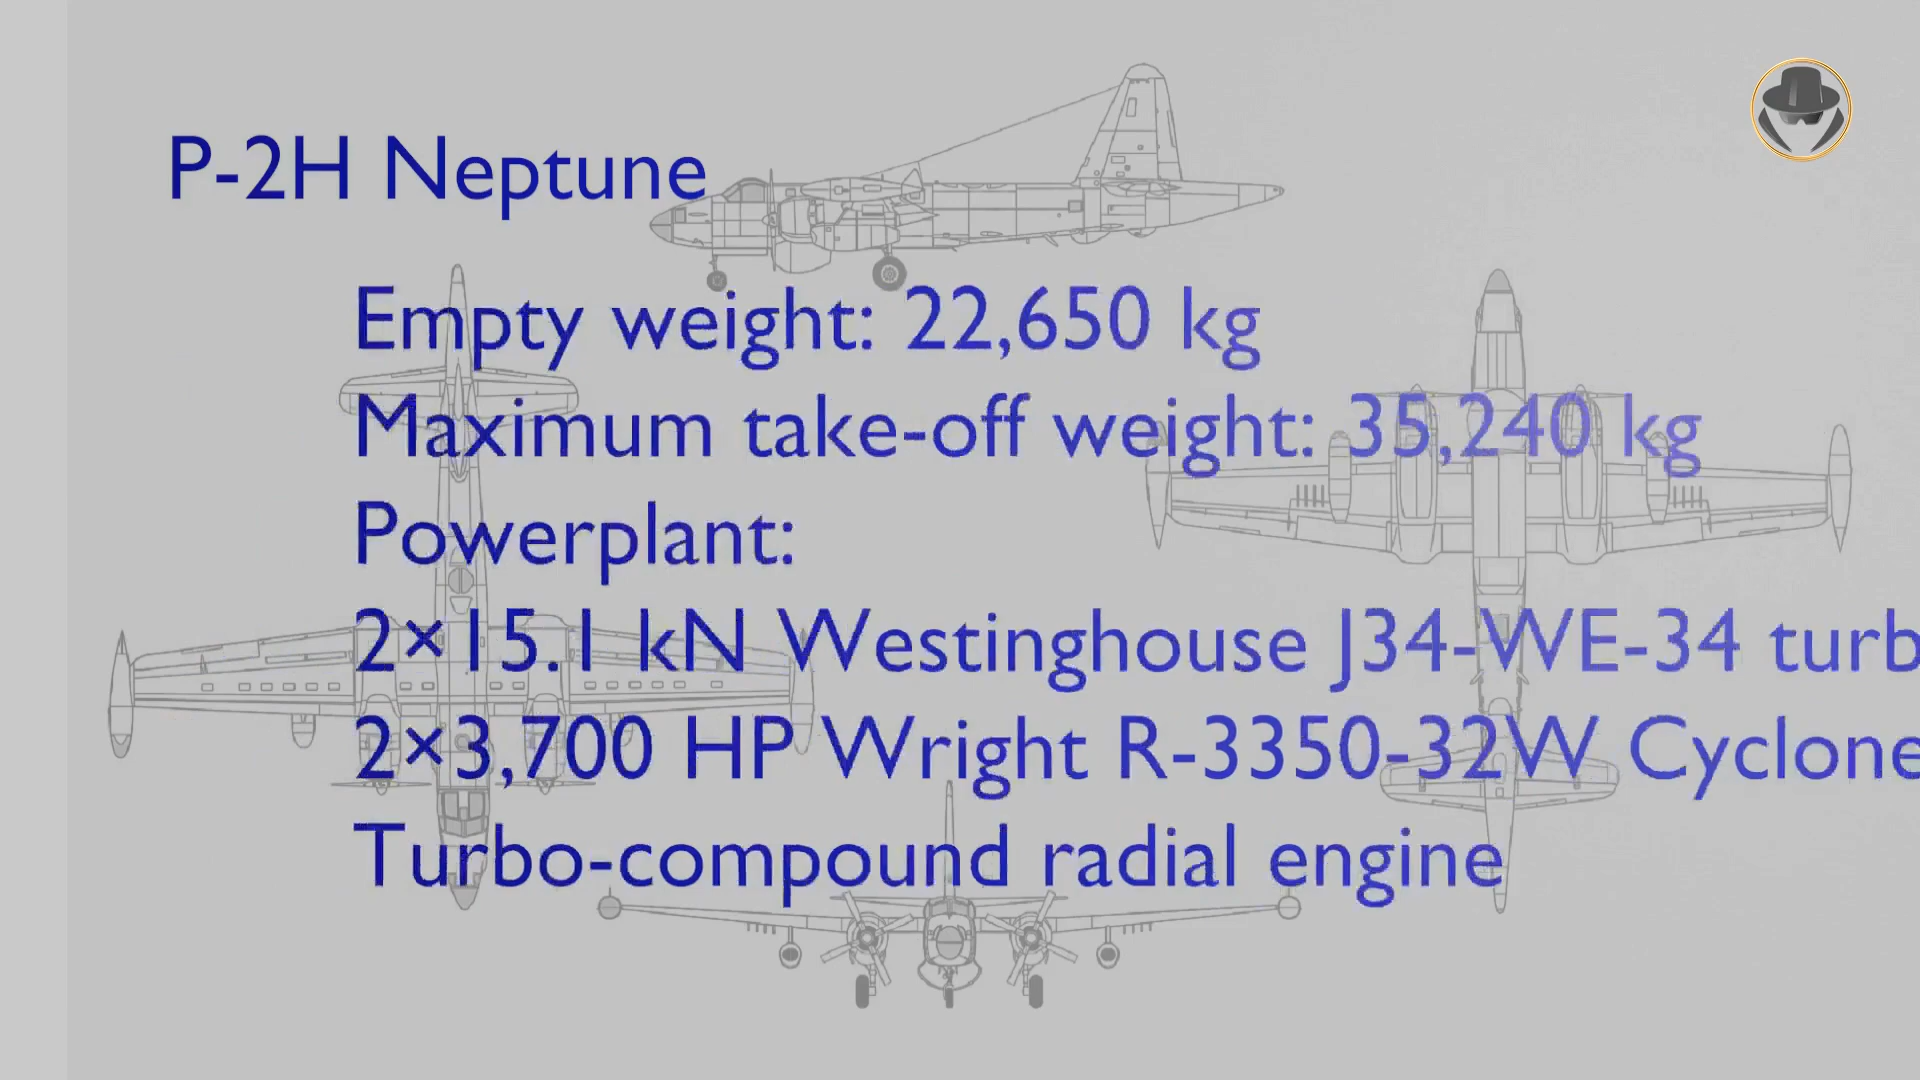 P-2H Neptune
Empty weight: 22,650 kg
Maximum take-off weight: 35,240 kg
Powerplant:
2×15.1 kN Westinghouse J34-WE-34 turb
2×3,700 HP Wright R-3350-32W Cyclone
Turbo-compound radial engine